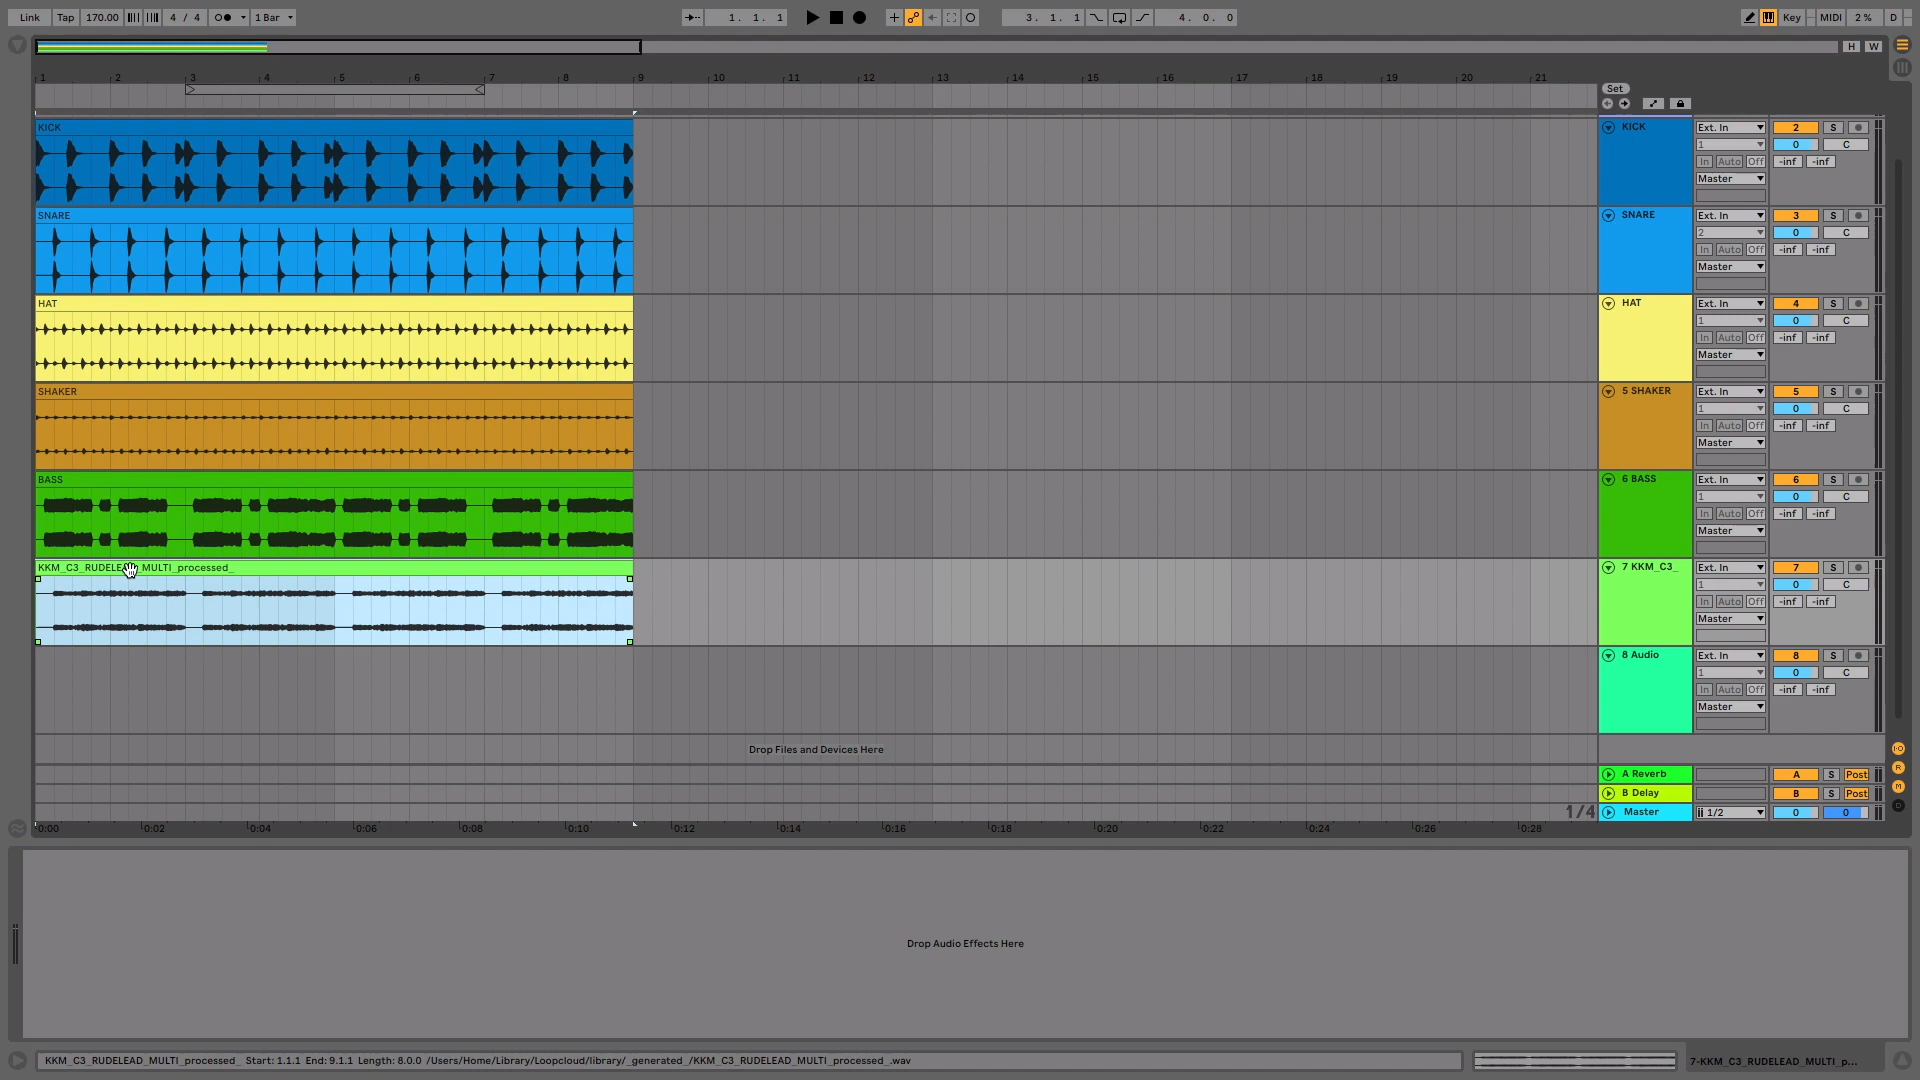 Link Tap 170.00 4 / 4 1 Bar 1. 1. 1 3. 1. 1 4. 0. 0 Key MIDI 2 % D
H W
1 2 3 4 5 6 7 8 9 10 11 12 13 14 15 16 17 18 19 20 21
Set
KICK KICK Ext. In 2 S
1 0 C
In Auto Off -inf -inf
Master
SNARE SNARE Ext. In 3 S
2 0 C
In Auto Off -inf -inf
Master
HAT HAT Ext. In 4 S
1 0 C
In Auto Off -inf -inf
Master
SHAKER 5 SHAKER Ext. In 5 S
1 0 C
In Auto Off -inf -inf
Master
BASS 6 BASS Ext. In 6 S
1 0 C
In Auto Off -inf -inf
Master
KKM_C3_RUDELEAD_MULTI_processed_ 7 KKM_C3_ Ext. In 7 S
1 0 C
In Auto Off -inf -inf
Master
8 Audio Ext. In 8 S
1 0 C
In Auto Off -inf -inf
Master
Drop Files and Devices Here
A Reverb A S Post
B Delay B S Post
1/4 Master 1/2 0 0
0:00 0:02 0:04 0:06 0:08 0:10 0:12 0:14 0:16 0:18 0:20 0:22 0:24 0:26 0:28
I-O
R
M
D
Drop Audio Effects Here
KKM_C3_RUDELEAD_MULTI_processed_ Start: 1.1.1 End: 9.1.1 Length: 8.0.0 /Users/Home/Library/Loopcloud/library/_generated_/KKM_C3_RUDELEAD_MULTI_processed_.wav 7-KKM_C3_RUDELEAD_MULTI_p...